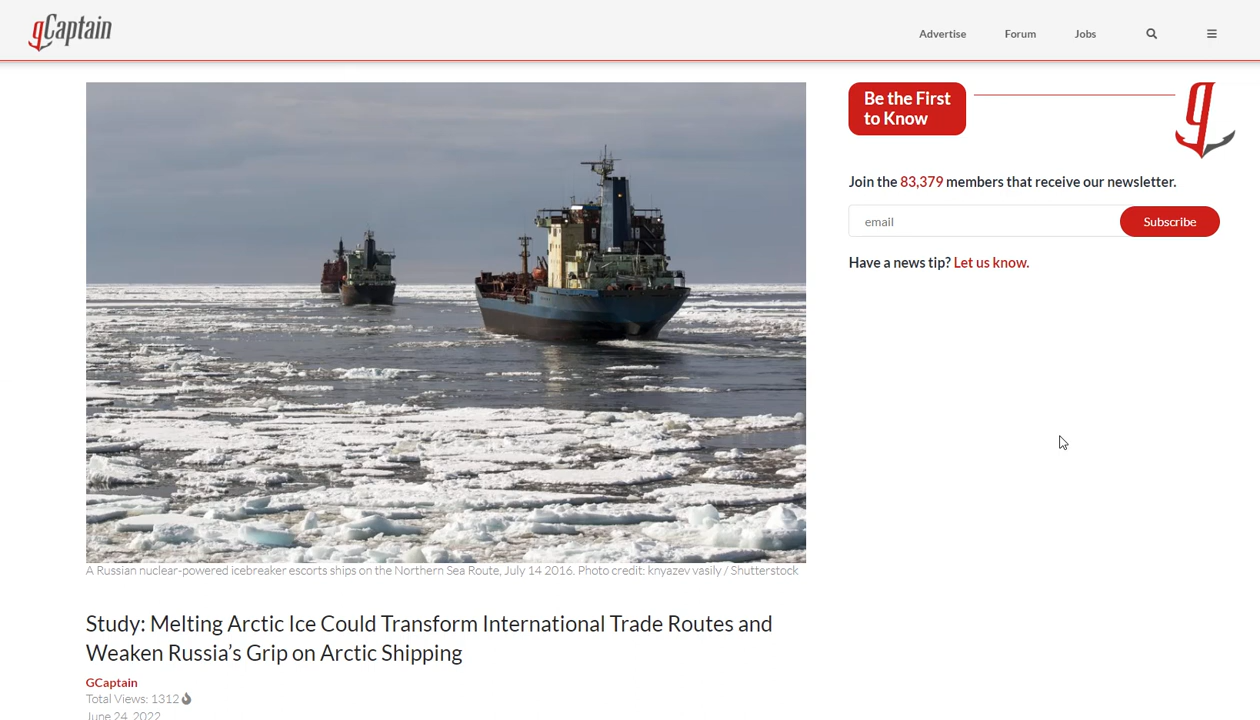 gCaptain
Advertise
Forum
Jobs
Be the First
to Know
g
Join the 83,379 members that receive our newsletter.
email
Subscribe
Have a news tip? Let us know.
A Russian nuclear-powered icebreaker escorts ships on the Northern Sea Route, July 14 2016. Photo credit: knyazev vasily / Shutterstock
Study: Melting Arctic Ice Could Transform International Trade Routes and
Weaken Russia’s Grip on Arctic Shipping
GCaptain
Total Views: 1312
June 24, 2022